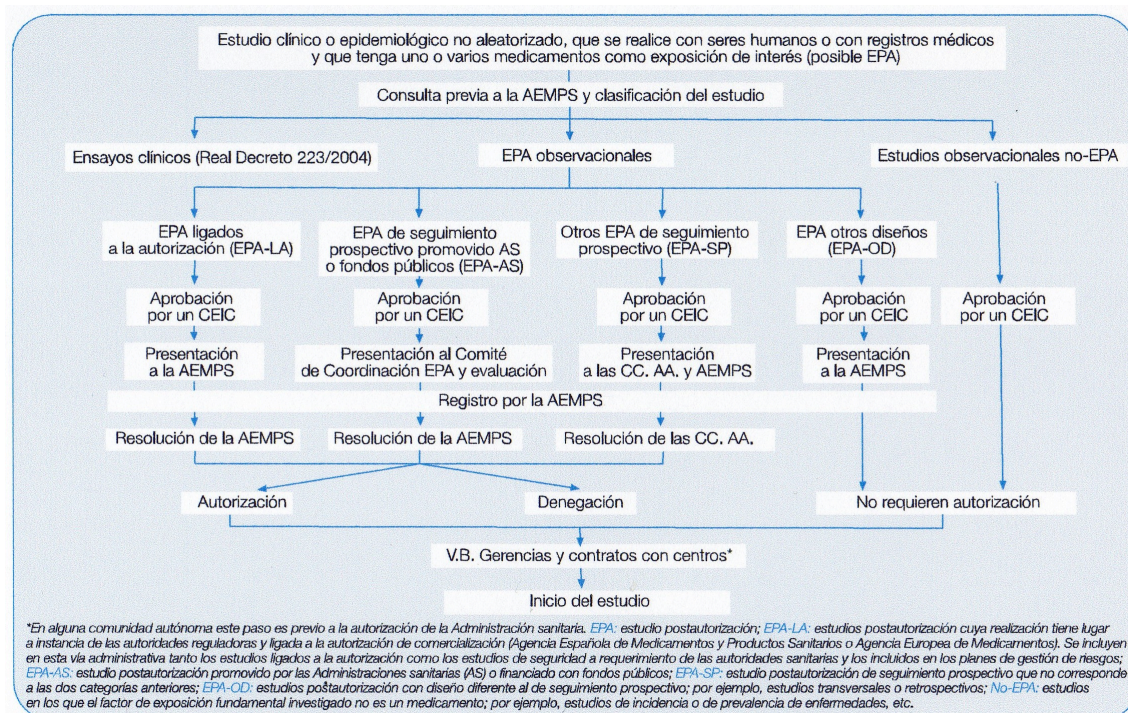 Estudio clínico o epidemiológico no aleatorizado, que se realice con seres humanos o con registros médicos
y que tenga uno o varios medicamentos como exposición de interés (posible EPA)
Consulta previa a la AEMPS y clasificación del estudio
Ensayos clínicos (Real Decreto 223/2004)
EPA observacionales
Estudios observacionales no-EPA
EPA ligados
a la autorización (EPA-LA)
EPA de seguimiento
prospectivo promovido AS
o fondos públicos (EPA-AS)
Otros EPA de seguimiento
prospectivo (EPA-SP)
EPA otros diseños
(EPA-OD)
Aprobación
por un CEIC
Aprobación
por un CEIC
Aprobación
por un CEIC
Aprobación
por un CEIC
Aprobación
por un CEIC
Presentación
a la AEMPS
Presentación al Comité
de Coordinación EPA y evaluación
Presentación
a las CC. AA. y AEMPS
Presentación
a la AEMPS
Registro por la AEMPS
Resolución de la AEMPS
Resolución de la AEMPS
Resolución de las CC. AA.
Autorización
Denegación
No requieren autorización
V.B. Gerencias y contratos con centros*
Inicio del estudio
*En alguna comunidad autónoma este paso es previo a la autorización de la Administración sanitaria. EPA: estudio postautorización; EPA-LA: estudios postautorización cuya realización tiene lugar
a instancia de las autoridades reguladoras y ligada a la autorización de comercialización (Agencia Española de Medicamentos y Productos Sanitarios o Agencia Europea de Medicamentos). Se incluyen
en esta vía administrativa tanto los estudios ligados a la autorización como los estudios de seguridad a requerimiento de las autoridades sanitarias y los incluidos en los planes de gestión de riesgos;
EPA-AS: estudio postautorización promovido por las Administraciones sanitarias (AS) o financiado con fondos públicos; EPA-SP: estudio postautorización de seguimiento prospectivo que no corresponde
a las dos categorías anteriores; EPA-OD: estudios postautorización con diseño diferente al de seguimiento prospectivo; por ejemplo, estudios transversales o retrospectivos; No-EPA: estudios
en los que el factor de exposición fundamental investigado no es un medicamento; por ejemplo, estudios de incidencia o de prevalencia de enfermedades, etc.